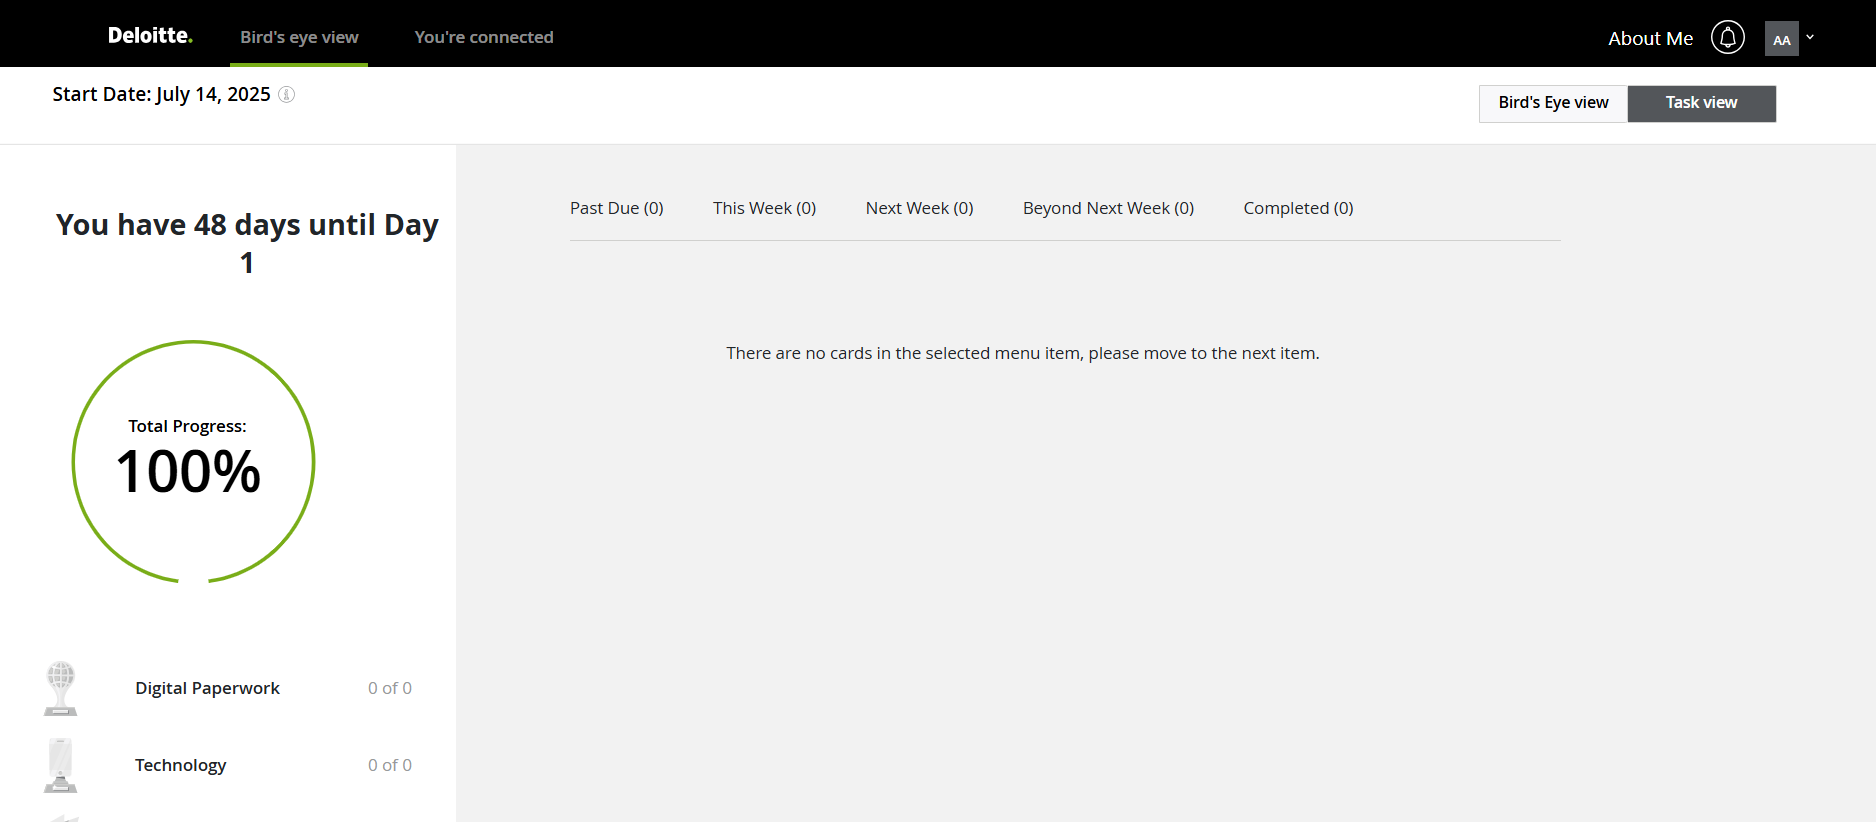 Deloitte.
Bird's eye view
You're connected
About Me
AA
Start Date: July 14, 2025
Bird's Eye view
Task view
You have 48 days until Day
1
Past Due (0)
This Week (0)
Next Week (0)
Beyond Next Week (0)
Completed (0)
There are no cards in the selected menu item, please move to the next item.
Total Progress:
100%
Digital Paperwork
0 of 0
Technology
0 of 0